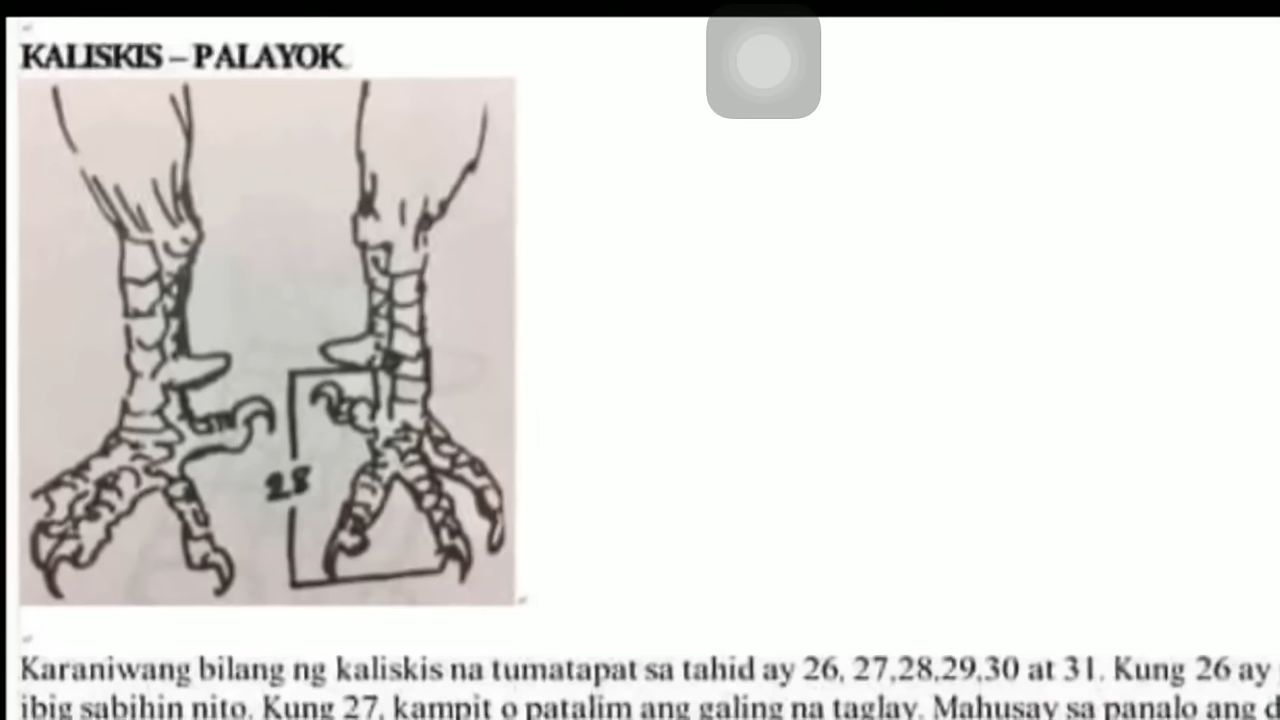 KALISKIS – PALAYOK
28
Karaniwang bilang ng kaliskis na tumatapat sa tahid ay 26, 27,28,29,30 at 31. Kung 26 ay
ibig sabihin nito. Kung 27, kampit o patalim ang galing na taglay. Mahusay sa panalo ang d